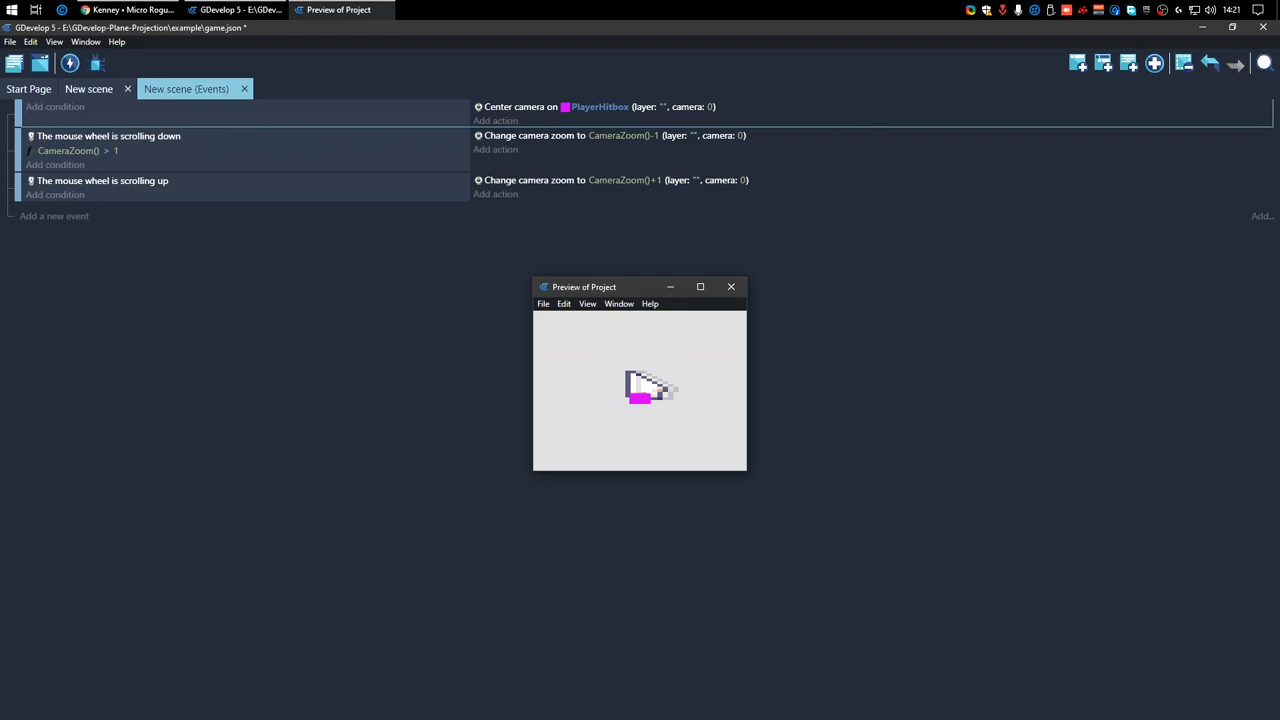 Kenney • Micro Rogu...
GDevelop 5 - E:\GDev...
Preview of Project
14:21
GDevelop 5 - E:\GDevelop-Plane-Projection\example\game.json *
File Edit View Window Help
Start Page
New scene
New scene (Events)
Add condition
Center camera on PlayerHitbox (layer: "", camera: 0)
Add action
The mouse wheel is scrolling down
Change camera zoom to CameraZoom()-1 (layer: "", camera: 0)
CameraZoom() > 1
Add action
Add condition
The mouse wheel is scrolling up
Change camera zoom to CameraZoom()+1 (layer: "", camera: 0)
Add condition
Add action
Add a new event
Add...
Preview of Project
File Edit View Window Help